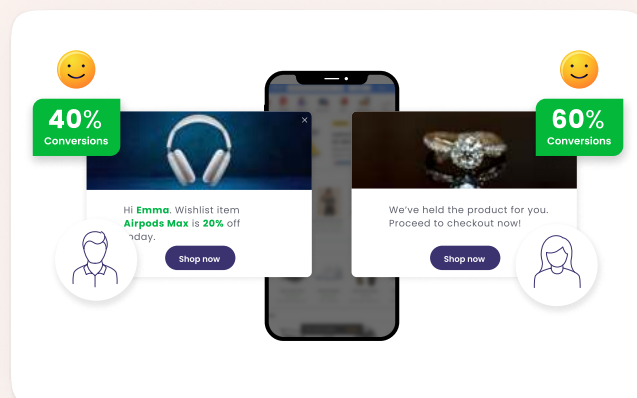 40%
Conversions
Hi Emma. Wishlist item
Airpods Max is 20% off
today.
Shop now
60%
Conversions
We've held the product for you.
Proceed to checkout now!
Shop now